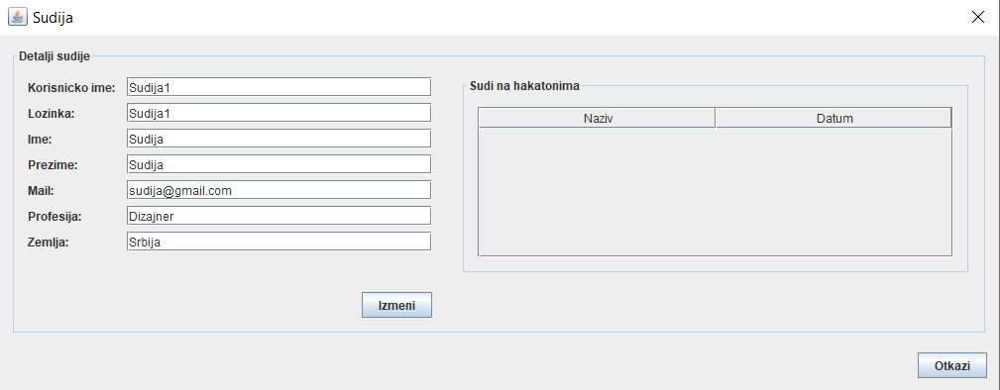 Sudija
Detalji sudije
Korisnicko ime: Sudija1
Lozinka: Sudija1
Ime: Sudija
Prezime: Sudija
Mail: sudija@gmail.com
Profesija: Dizajner
Zemlja: Srbija
Izmeni
Sudi na hakatonima
Naziv Datum
Otkazi